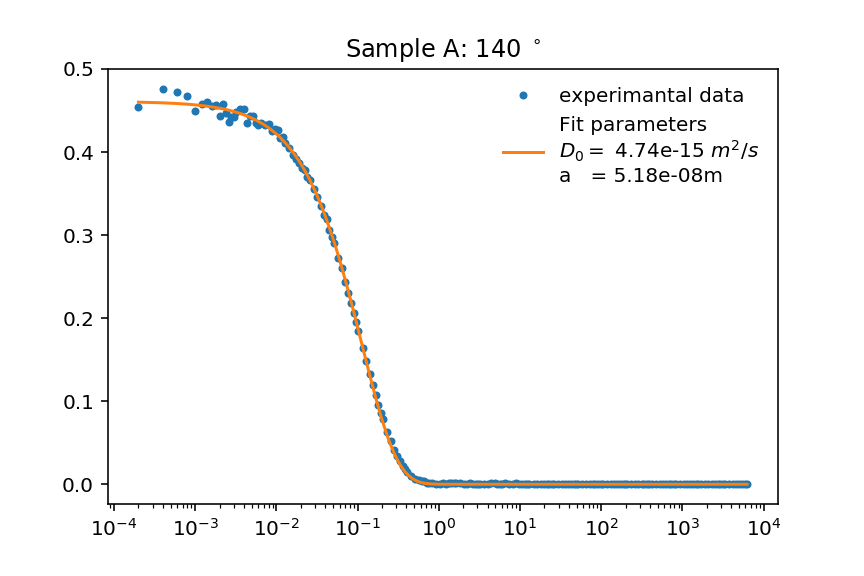 Sample A: 140 °
0.5
0.4
0.3
0.2
0.1
0.0
experimantal data
Fit parameters
D₀ = 4.74e-15 m²/s
a = 5.18e-08m
10⁻⁴ 10⁻³ 10⁻² 10⁻¹ 10⁰ 10¹ 10² 10³ 10⁴